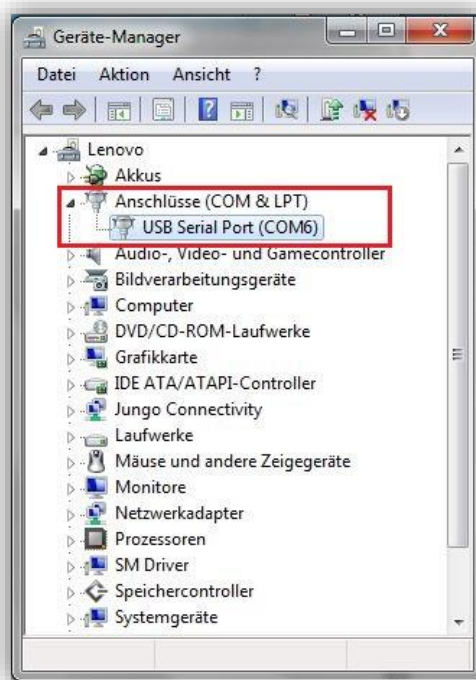 Geräte-Manager
Datei Aktion Ansicht ?
Lenovo
Akkus
Anschlüsse (COM & LPT)
USB Serial Port (COM6)
Audio-, Video- und Gamecontroller
Bildverarbeitungsgeräte
Computer
DVD/CD-ROM-Laufwerke
Grafikkarte
IDE ATA/ATAPI-Controller
Jungo Connectivity
Laufwerke
Mäuse und andere Zeigegeräte
Monitore
Netzwerkadapter
Prozessoren
SM Driver
Speichercontroller
Systemgeräte